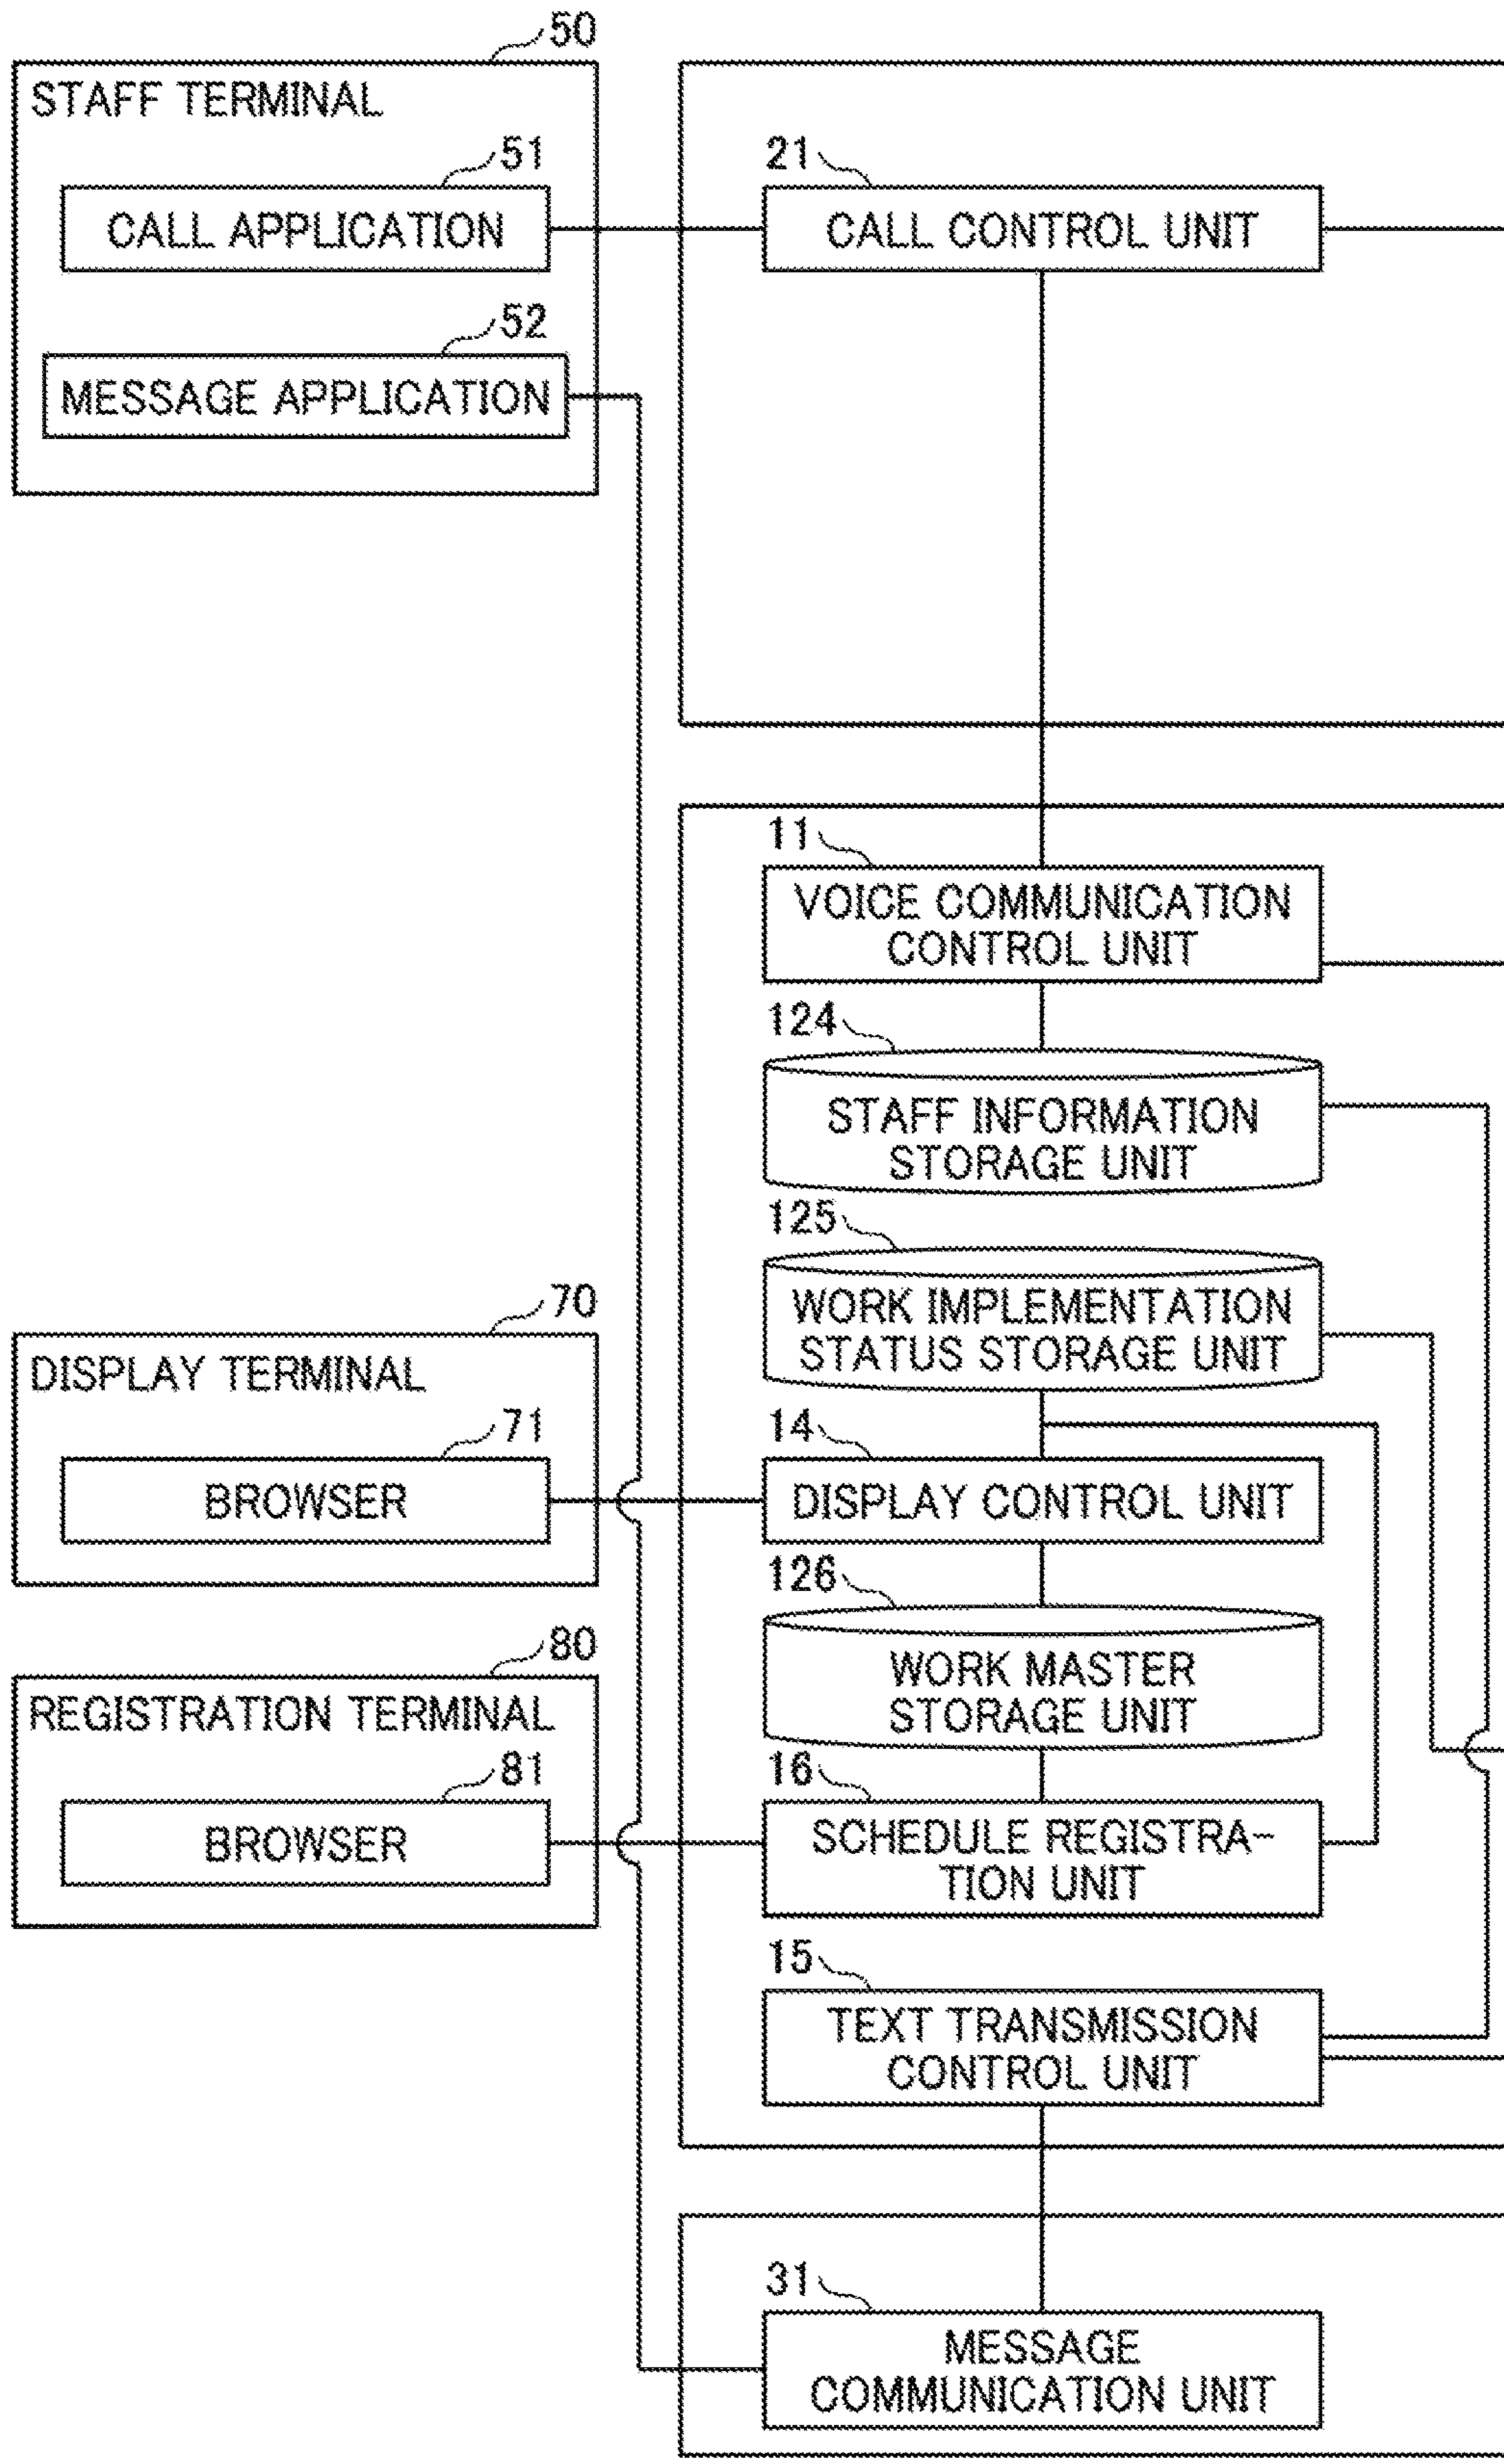 50
STAFF TERMINAL
51
CALL APPLICATION
52
MESSAGE APPLICATION
21
CALL CONTROL UNIT
11
VOICE COMMUNICATION
CONTROL UNIT
124
STAFF INFORMATION
STORAGE UNIT
125
WORK IMPLEMENTATION
STATUS STORAGE UNIT
70
DISPLAY TERMINAL
71
BROWSER
14
DISPLAY CONTROL UNIT
126
WORK MASTER
STORAGE UNIT
80
REGISTRATION TERMINAL
81
BROWSER
16
SCHEDULE REGISTRA-
TION UNIT
15
TEXT TRANSMISSION
CONTROL UNIT
31
MESSAGE
COMMUNICATION UNIT